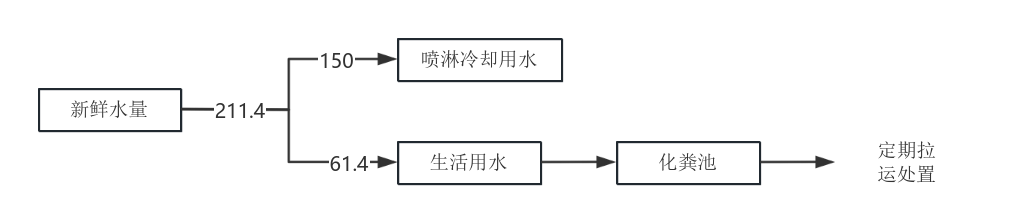 新鲜水量
211.4
150
喷淋冷却用水
61.4
生活用水
化粪池
定期拉
运处置